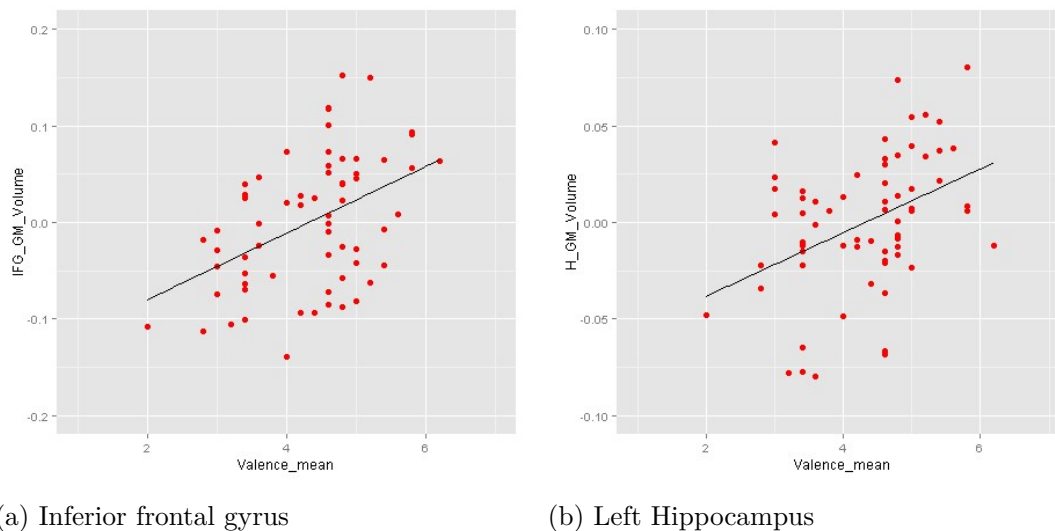 0.2
0.1
0.0
-0.1
-0.2
IFG_GM_Volume
2
4
6
Valence_mean
0.10
0.05
0.00
-0.05
-0.10
H_GM_Volume
2
4
6
Valence_mean
a) Inferior frontal gyrus
(b) Left Hippocampus